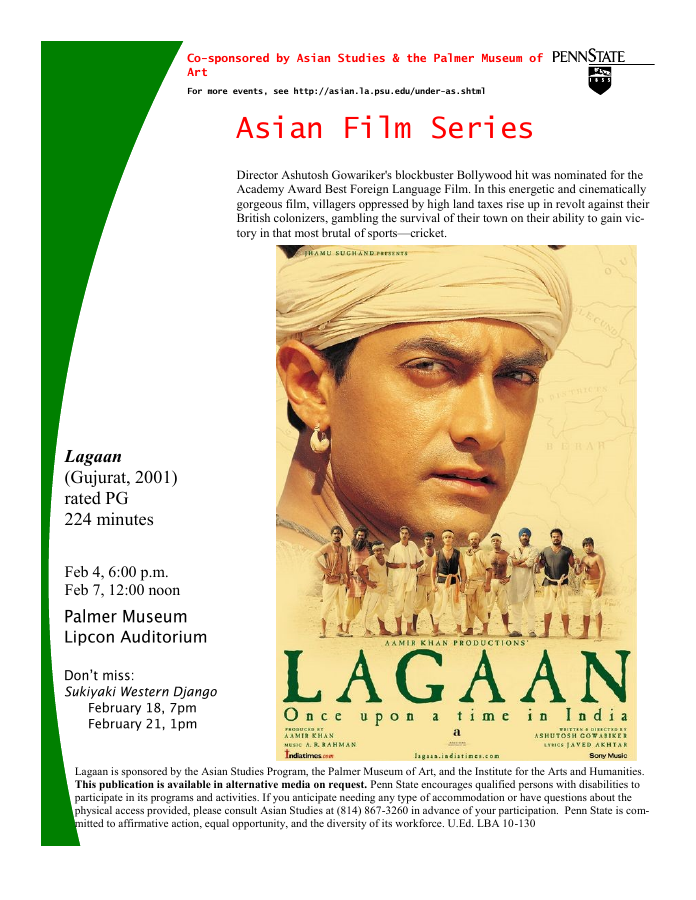 Co-sponsored by Asian Studies & the Palmer Museum of
Art
PENNSTATE
1855
For more events, see http://asian.la.psu.edu/under-as.shtml
Asian Film Series
Director Ashutosh Gowariker's blockbuster Bollywood hit was nominated for the
Academy Award Best Foreign Language Film. In this energetic and cinematically
gorgeous film, villagers oppressed by high land taxes rise up in revolt against their
British colonizers, gambling the survival of their town on their ability to gain vic-
tory in that most brutal of sports—cricket.
JHAMU SUGHAND PRESENTS
DISTRICTS
BERAR
AAMIR KHAN PRODUCTIONS'
LAGAAN
Once upon a time in India
PRODUCED BY
AAMIR KHAN
MUSIC A. R. RAHMAN
a
WRITTEN & DIRECTED BY
ASHUTOSH GOWARIKER
LYRICS JAVED AKHTAR
indiatimes.com
lagaan.indiatimes.com
Sony Music
Lagaan
(Gujurat, 2001)
rated PG
224 minutes
Feb 4, 6:00 p.m.
Feb 7, 12:00 noon
Palmer Museum
Lipcon Auditorium
Don't miss:
Sukiyaki Western Django
February 18, 7pm
February 21, 1pm
Lagaan is sponsored by the Asian Studies Program, the Palmer Museum of Art, and the Institute for the Arts and Humanities.
This publication is available in alternative media on request. Penn State encourages qualified persons with disabilities to
participate in its programs and activities. If you anticipate needing any type of accommodation or have questions about the
physical access provided, please consult Asian Studies at (814) 867-3260 in advance of your participation.  Penn State is com-
mitted to affirmative action, equal opportunity, and the diversity of its workforce. U.Ed. LBA 10-130